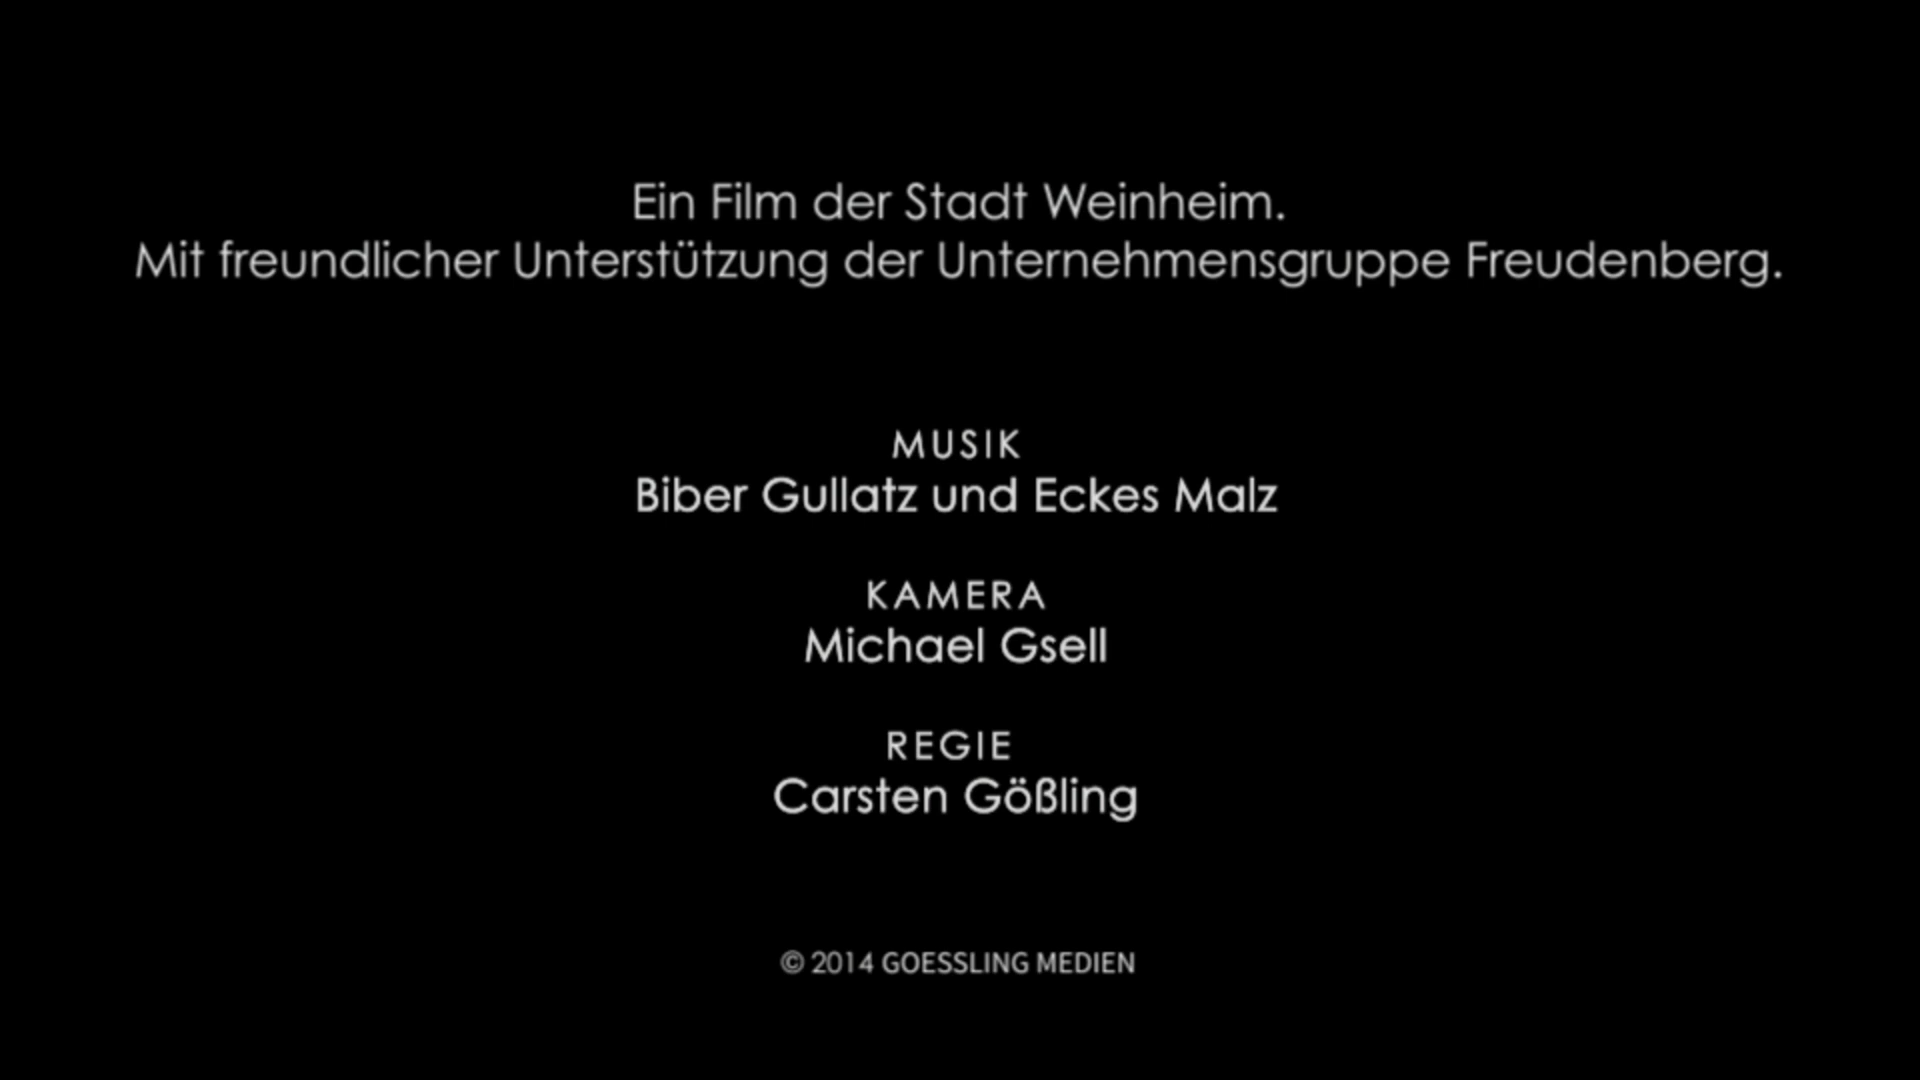 Ein Film der Stadt Weinheim.
Mit freundlicher Unterstützung der Unternehmensgruppe Freudenberg.
MUSIK
Biber Gullatz und Eckes Malz
KAMERA
Michael Gsell
REGIE
Carsten Gößling
© 2014 GOESSLING MEDIEN